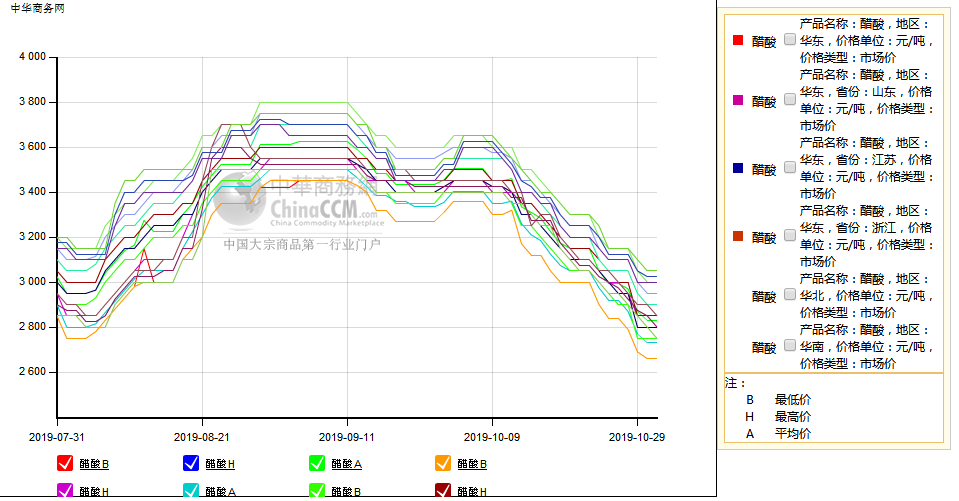 中华商务网
4 000
3 800
3 600
3 400
3 200
3 000
2 800
2 600
中华商務網
ChinaCCM.com
China Commodity Marketplace
中国大宗商品第一行业门户
2019-07-31
2019-08-21
2019-09-11
2019-10-09
2019-10-29
醋酸B
醋酸H
醋酸A
醋酸B
醋酸H
醋酸A
醋酸B
醋酸H
醋酸
产品名称：醋酸，地区：
华东，价格单位：元/吨，
价格类型：市场价
醋酸
产品名称：醋酸，地区：
华东，省份：山东，价格
单位：元/吨，价格类型：
市场价
醋酸
产品名称：醋酸，地区：
华东，省份：江苏，价格
单位：元/吨，价格类型：
市场价
醋酸
产品名称：醋酸，地区：
华东，省份：浙江，价格
单位：元/吨，价格类型：
市场价
醋酸
产品名称：醋酸，地区：
华北，价格单位：元/吨，
价格类型：市场价
醋酸
产品名称：醋酸，地区：
华南，价格单位：元/吨，
价格类型：市场价
注：
B 最低价
H 最高价
A 平均价